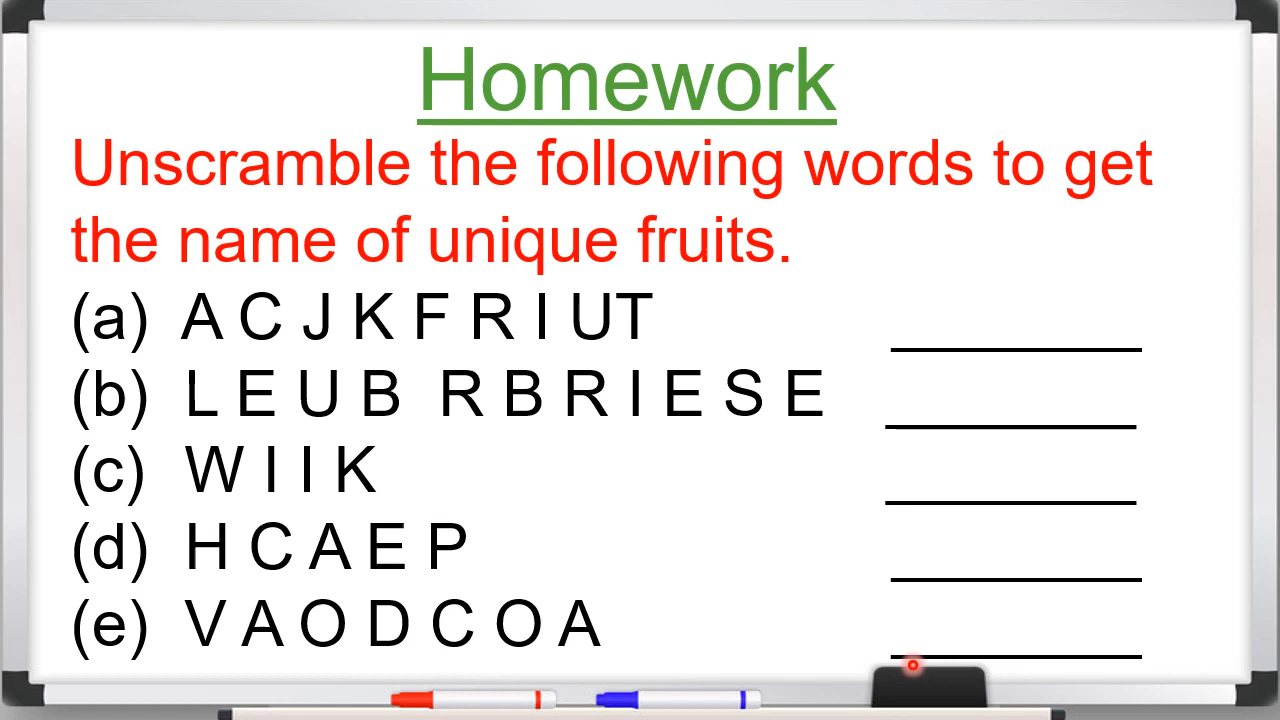 Homework
Unscramble the following words to get
the name of unique fruits.
(a) A C J K F R I UT
(b) L E U B R B R I E S E
(c) W I I K
(d) H C A E P
(e) V A O D C O A